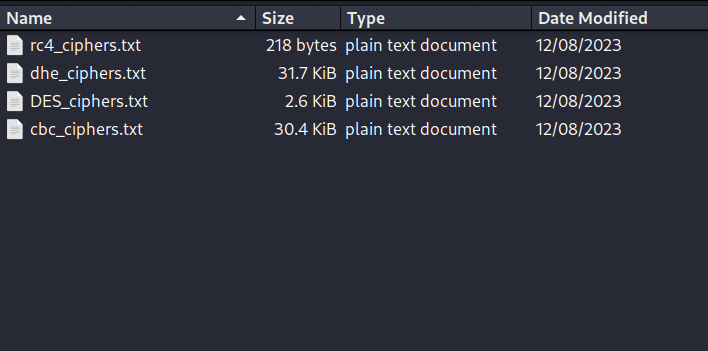 Name Size Type Date Modified
rc4_ciphers.txt 218 bytes plain text document 12/08/2023
dhe_ciphers.txt 31.7 KiB plain text document 12/08/2023
DES_ciphers.txt 2.6 KiB plain text document 12/08/2023
cbc_ciphers.txt 30.4 KiB plain text document 12/08/2023